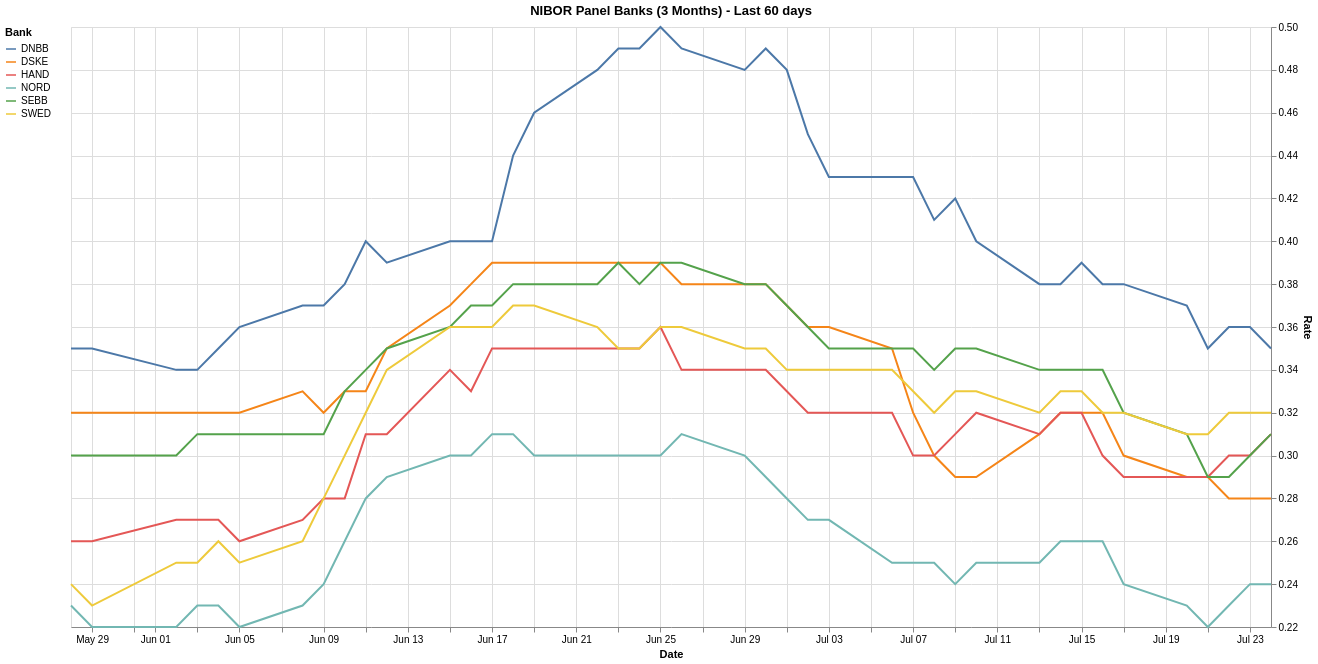 NIBOR Panel Banks (3 Months) - Last 60 days
Bank
DNBB
DSKE
HAND
NORD
SEBB
SWED
0.50
0.48
0.46
0.44
0.42
0.40
0.38
0.36
0.34
0.32
0.30
0.28
0.26
0.24
0.22
Rate
May 29 Jun 01 Jun 05 Jun 09 Jun 13 Jun 17 Jun 21 Jun 25 Jun 29 Jul 03 Jul 07 Jul 11 Jul 15 Jul 19 Jul 23
Date